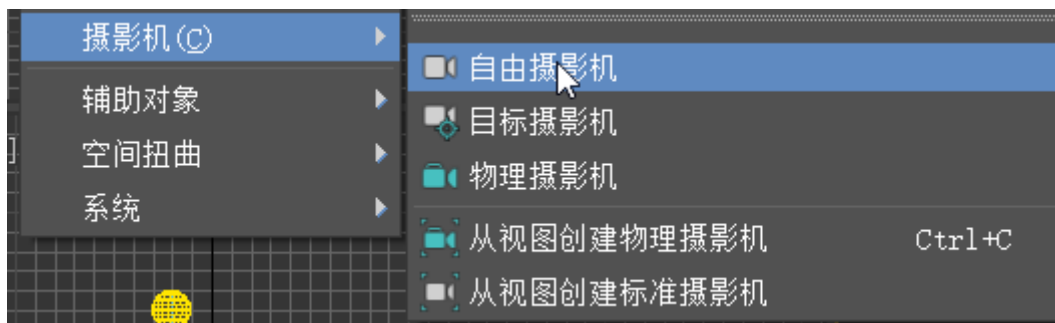 摄影机(C)
辅助对象
空间扭曲
系统
自由摄影机
目标摄影机
物理摄影机
从视图创建物理摄影机 Ctrl+C
从视图创建标准摄影机